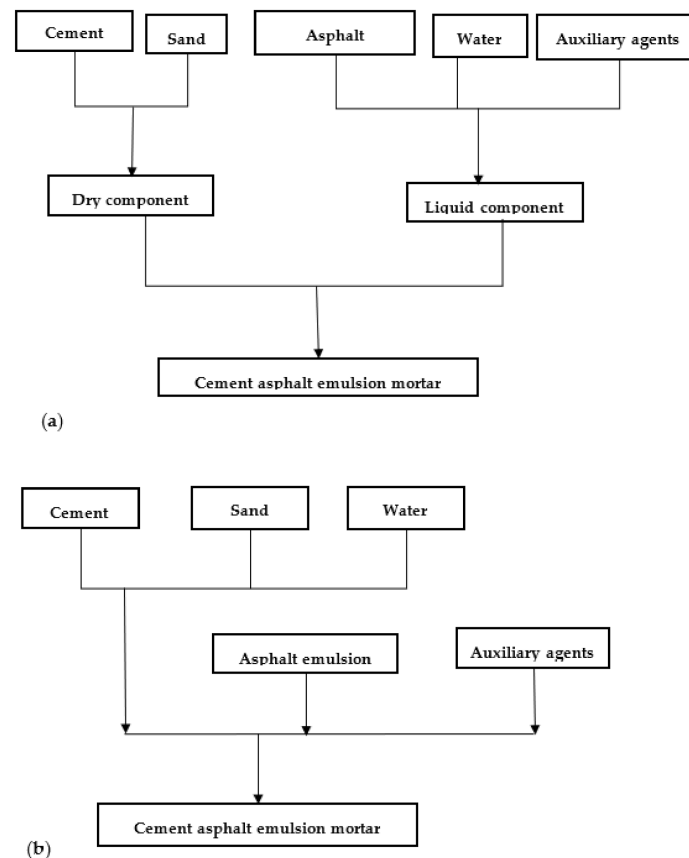 Cement
Sand
Asphalt
Water
Auxiliary agents
Dry component
Liquid component
Cement asphalt emulsion mortar
(a)
Cement
Sand
Water
Asphalt emulsion
Auxiliary agents
Cement asphalt emulsion mortar
(b)